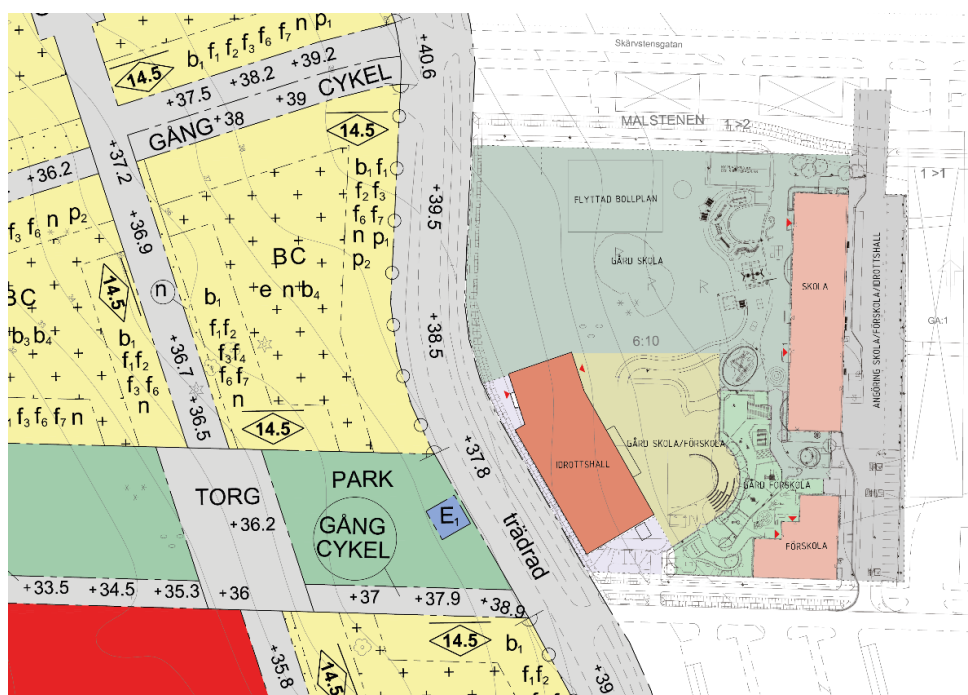 b₁ f₁ f₂ f₃ f₆ f₇ n p₁
14.5
+37.5
+38.2
+39.2
+40.6
GÅNG
+38
+39
CYKEL
Skärvstensgatan
MALSTENEN
1 >2
1 >1
+36.2
+37.2
14.5
b₁ f₁
f₂ f₃
f₆ f₇
n p₁
p₂
+39.5
FLYTTAD BOLLPLAN
GÅRD SKOLA
SKOLA
ANGÖRING SKOLA/FÖRSKOLA/IDROTTSHALL
GA:1
f₃ f₆ n p₂
+36.9
BC
+e n b₄
BC
b₃ b₄
14.5
n
b₁
f₁ f₂
f₃ f₆
n
b₁
f₁ f₂
f₃ f₄
f₆ f₇
n
+38.5
6:10
+36.7
+36.5
f₃ f₆ f₇ n
14.5
+37.8
IDROTTSHALL
GÅRD SKOLA/FÖRSKOLA
GÅRD FÖRSKOLA
FÖRSKOLA
TORG
+36.2
PARK
GÅNG
CYKEL
E₁
trädrad
+33.5
+34.5
+35.3
+36
+37
+37.9
+38.9
14.5
b₁
f₁ f₂
+35.8
14.5
+39